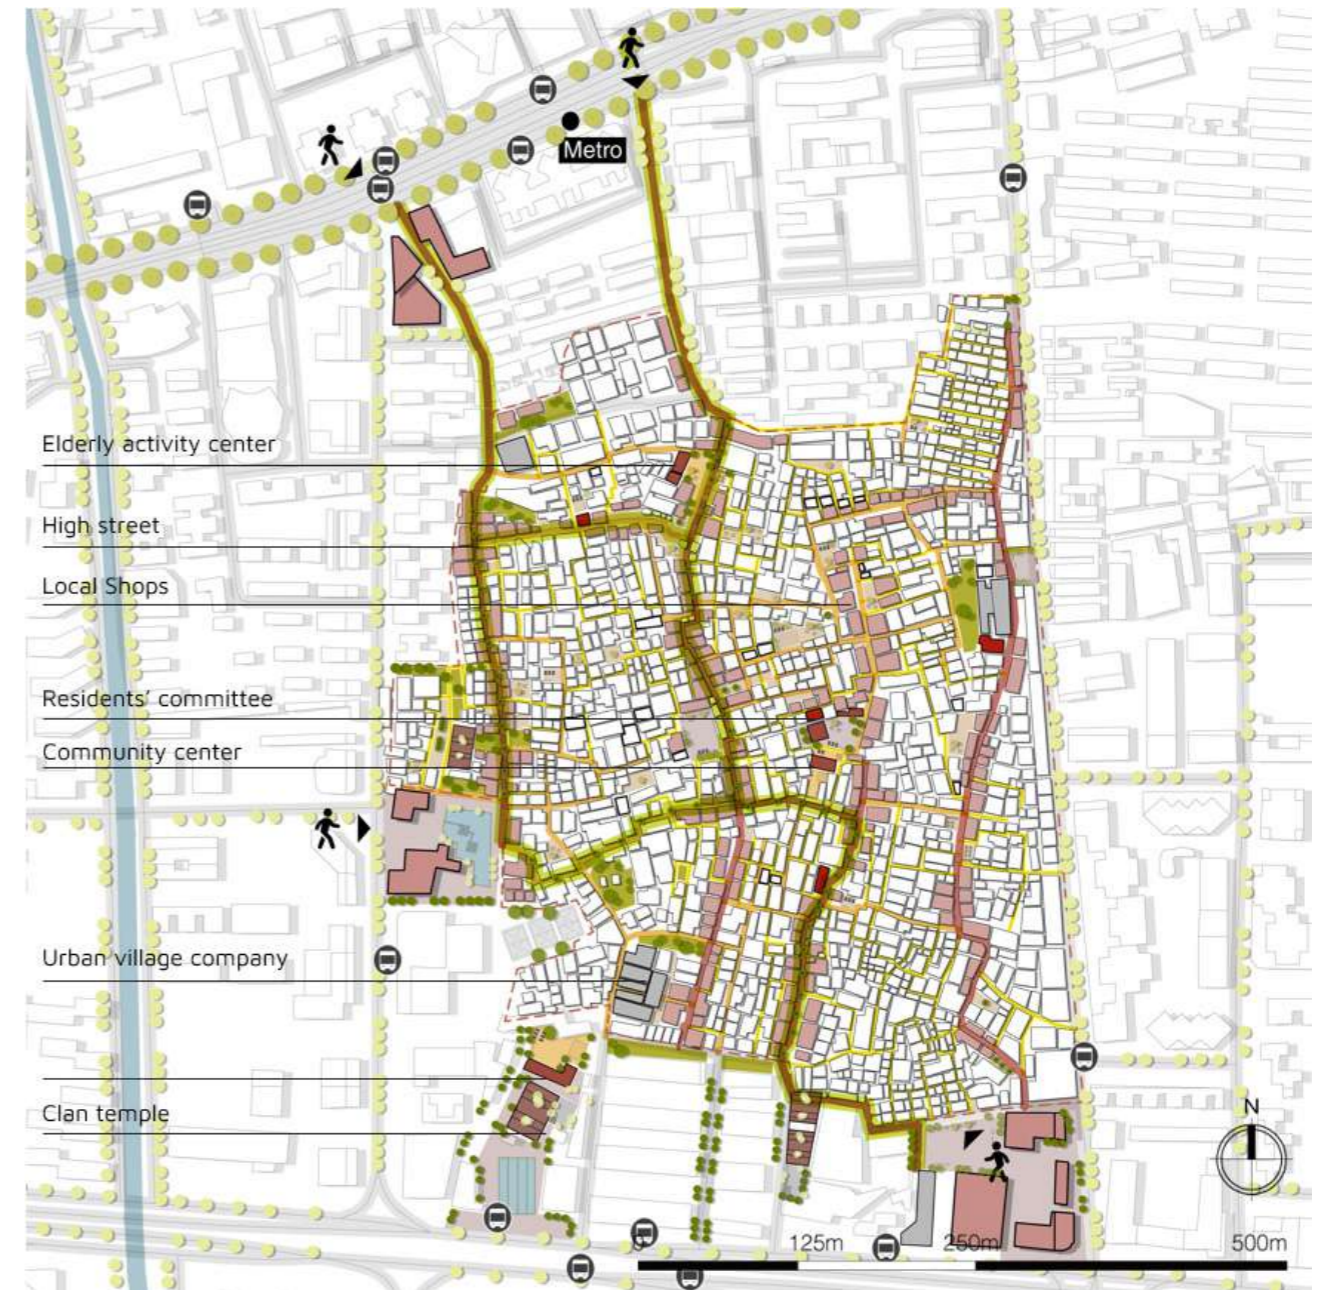 Metro
Elderly activity center
High street
Local Shops
Residents' committee
Community center
Urban village company
Clan temple
N
0 125m 250m 500m